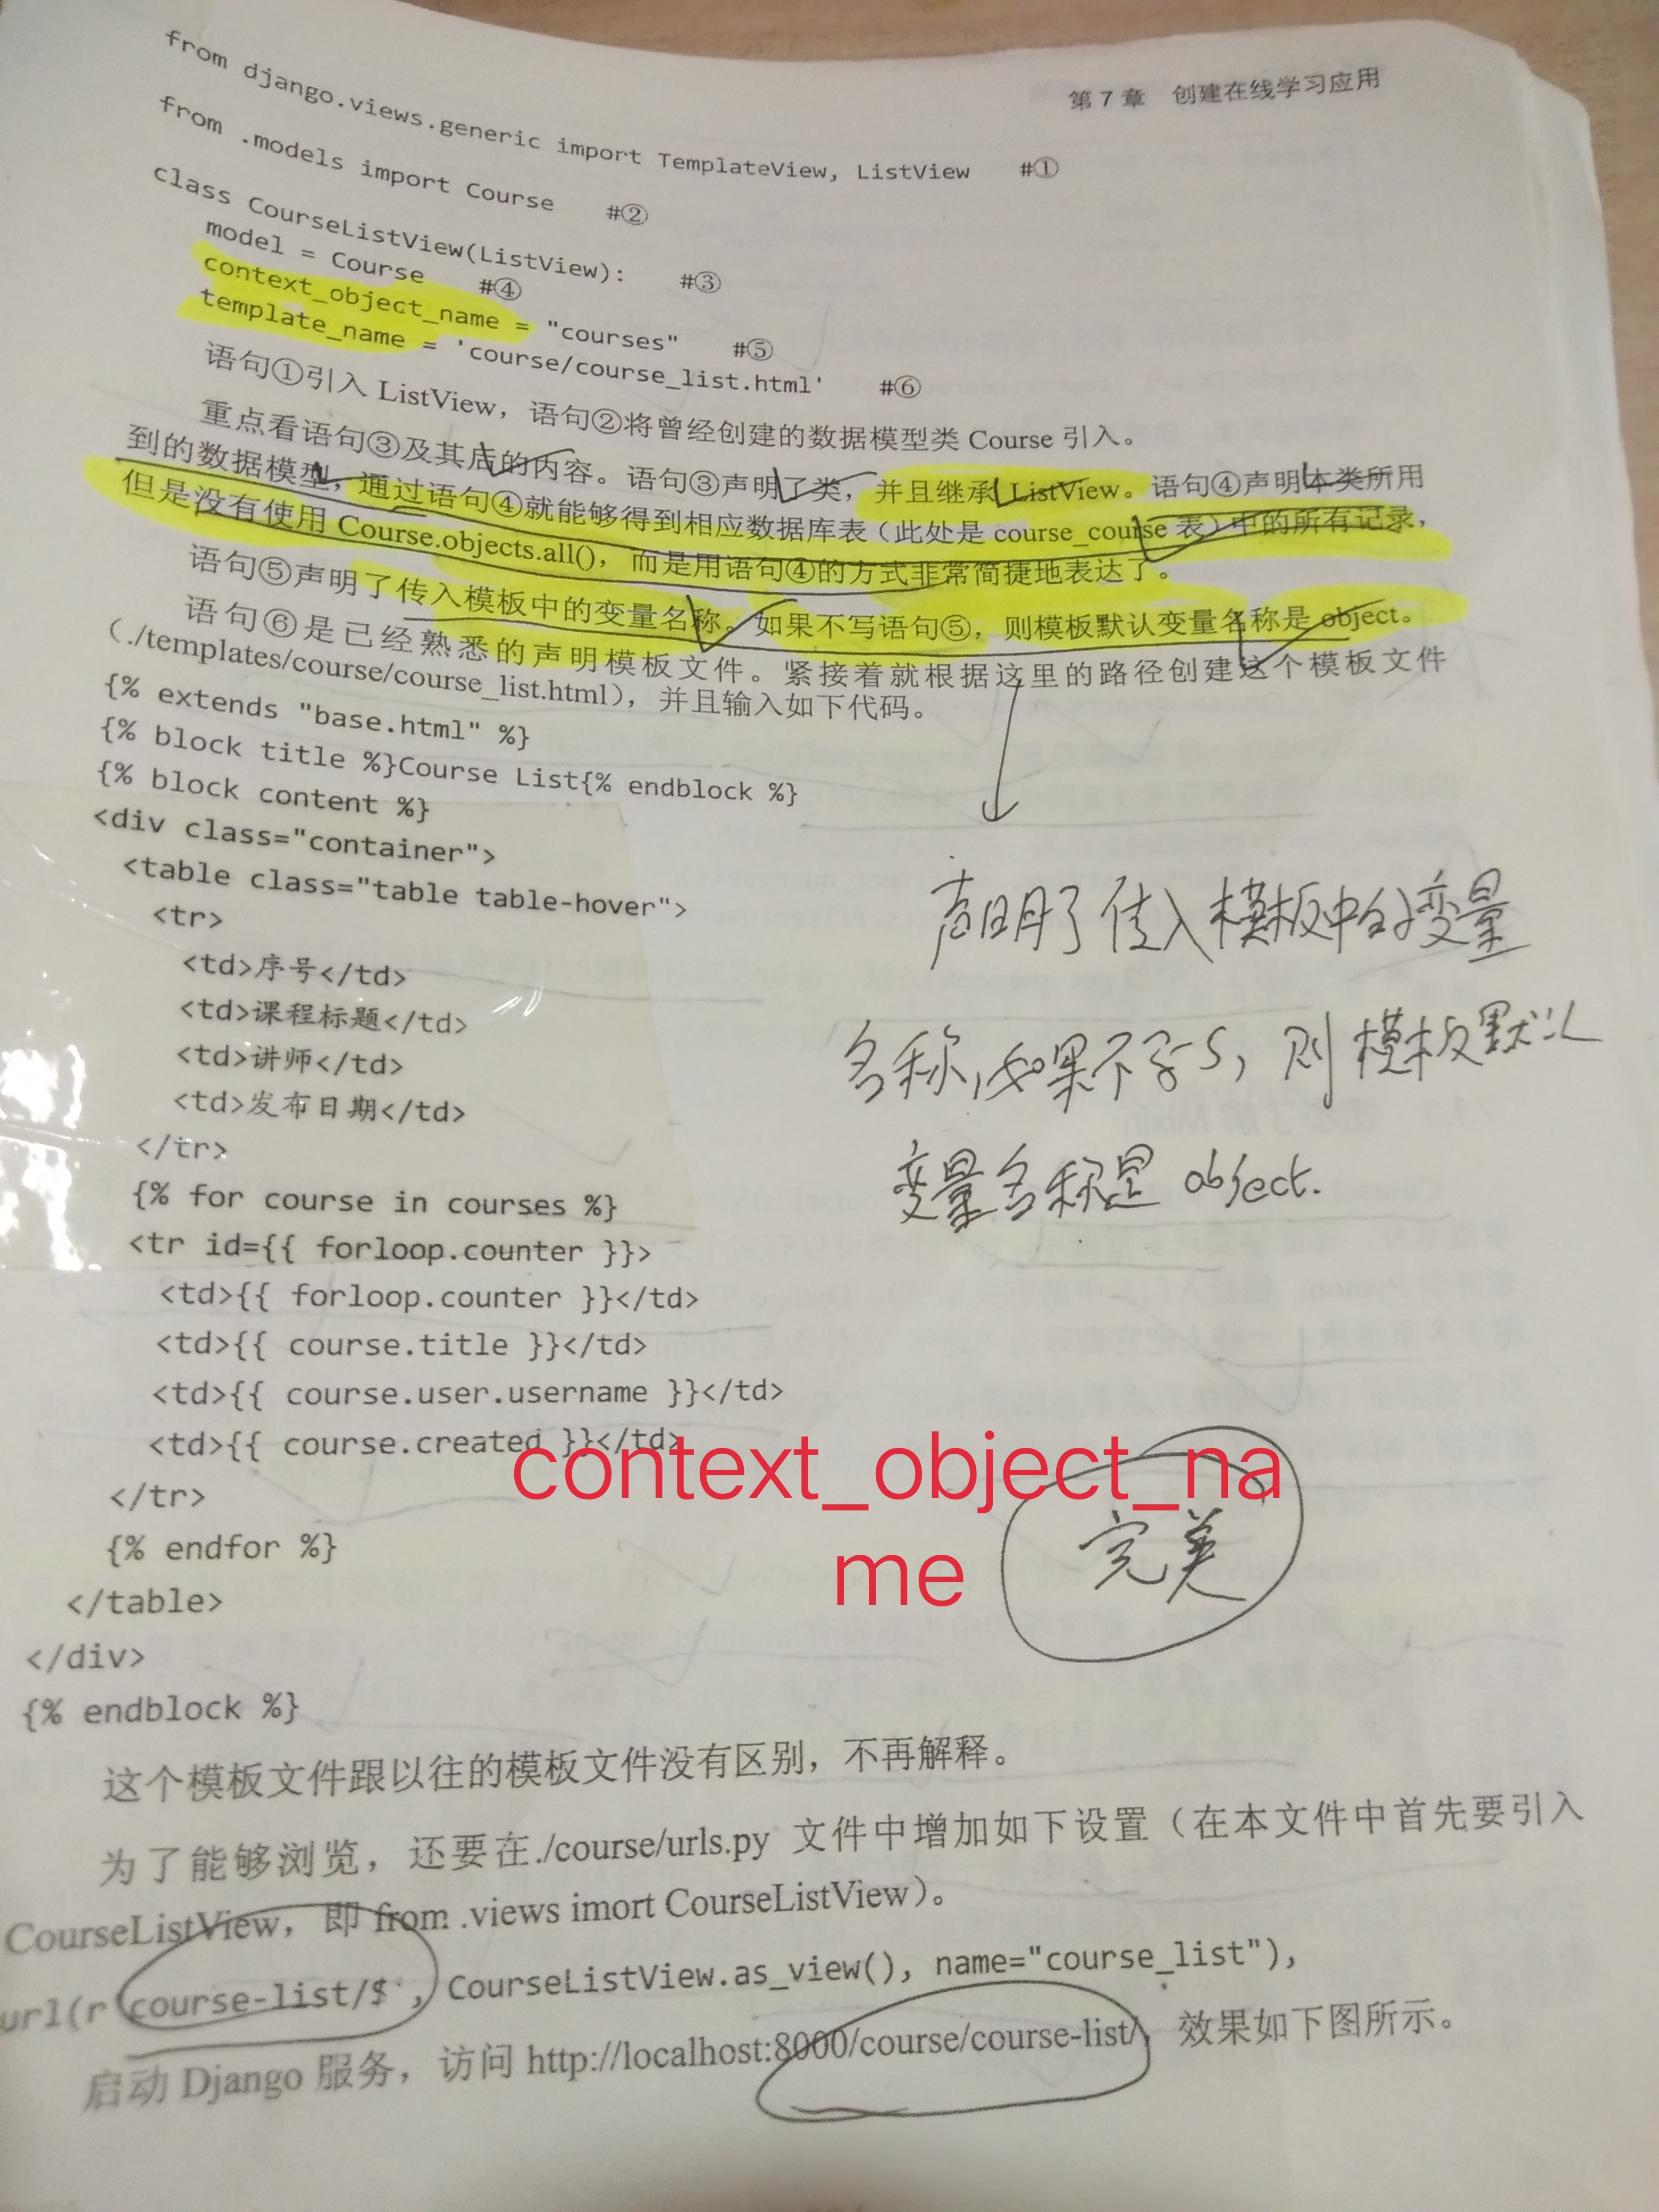 第 7 章 创建在线学习应用
from django.views.generic import TemplateView, ListView #①
from .models import Course #②
class CourseListView(ListView): #③
model = Course #④
context_object_name = "courses" #⑤
template_name = 'course/course_list.html' #⑥
语句①引入 ListView，语句②将曾经创建的数据模型类 Course 引入。
重点看语句③及其后的内容。语句③声明了类，并且继承 ListView。语句④声明本类所用
到的数据模型，通过语句④就能够得到相应数据库表（此处是 course_course 表）中的所有记录，
但是没有使用 Course.objects.all()，而是用语句④的方式非常简捷地表达了。
语句⑤声明了传入模板中的变量名称。如果不写语句⑤，则模板默认变量名称是 object。
语句⑥是已经熟悉的声明模板文件。紧接着就根据这里的路径创建这个模板文件
（./templates/course/course_list.html），并且输入如下代码。
{% extends "base.html" %}
{% block title %}Course List{% endblock %}
{% block content %}
<div class="container">
<table class="table table-hover">
<tr>
<td>序号</td>
<td>课程标题</td>
<td>讲师</td>
<td>发布日期</td>
</tr>
{% for course in courses %}
<tr id={{ forloop.counter }}>
<td>{{ forloop.counter }}</td>
<td>{{ course.title }}</td>
<td>{{ course.user.username }}</td>
<td>{{ course.created }}</td>
</tr>
{% endfor %}
</table>
</div>
{% endblock %}
声明了传入模板中的变量
名称,如果不写5,则模板默认
变量名称是 object.
context_object_na
me
完美
这个模板文件跟以往的模板文件没有区别，不再解释。
为了能够浏览，还要在./course/urls.py 文件中增加如下设置（在本文件中首先要引入
CourseListView，即 from .views imort CourseListView）。
url(r'course-list/$', CourseListView.as_view(), name="course_list"),
启动 Django 服务，访问 http://localhost:8000/course/course-list/，效果如下图所示。